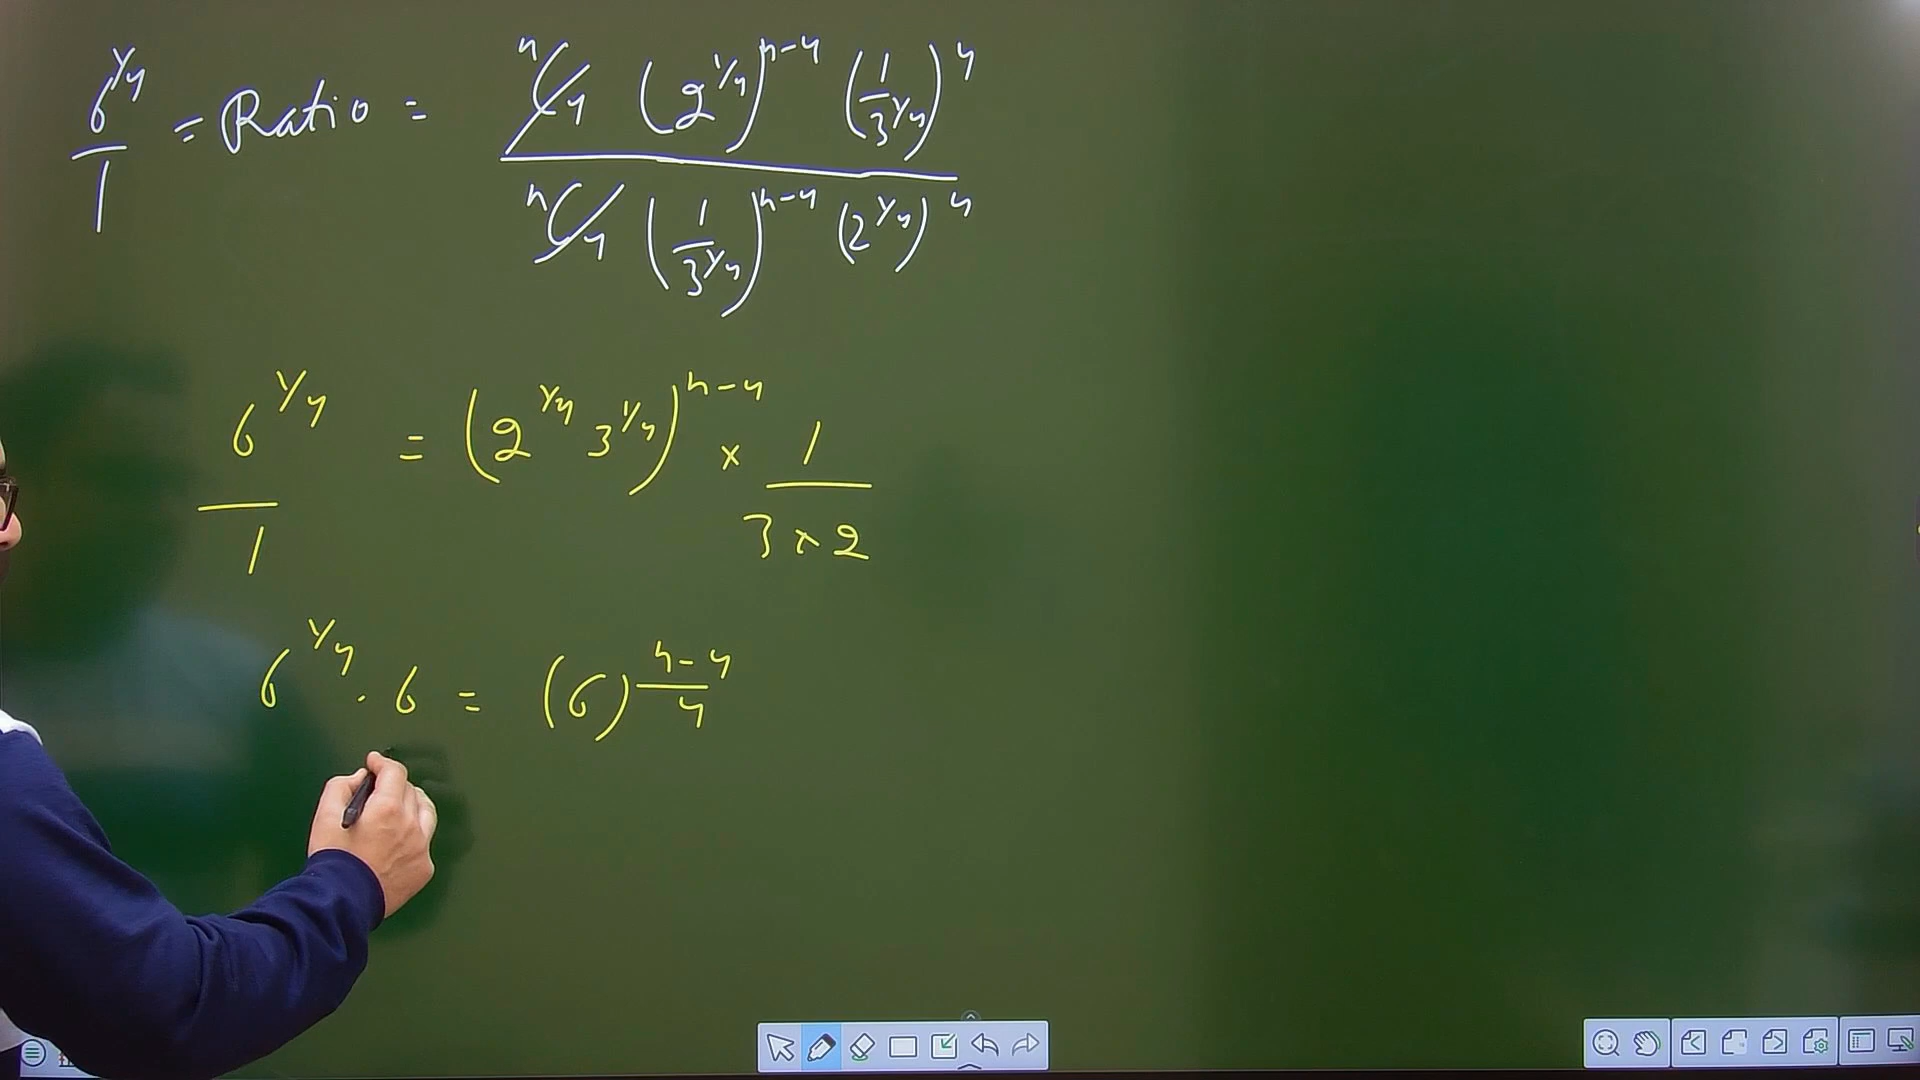 6^{1/4}/1 = Ratio = (ⁿC₄ (2^{1/4})^{n-4} (1/3^{1/4})^4) / (ⁿC₄ (1/3^{1/4})^{n-4} (2^{1/4})^4)
6^{1/4}/1 = (2^{1/4} 3^{1/4})^{n-4} × 1/(3×2)
6^{1/4} . 6 = (6)^{(n-4)/4}